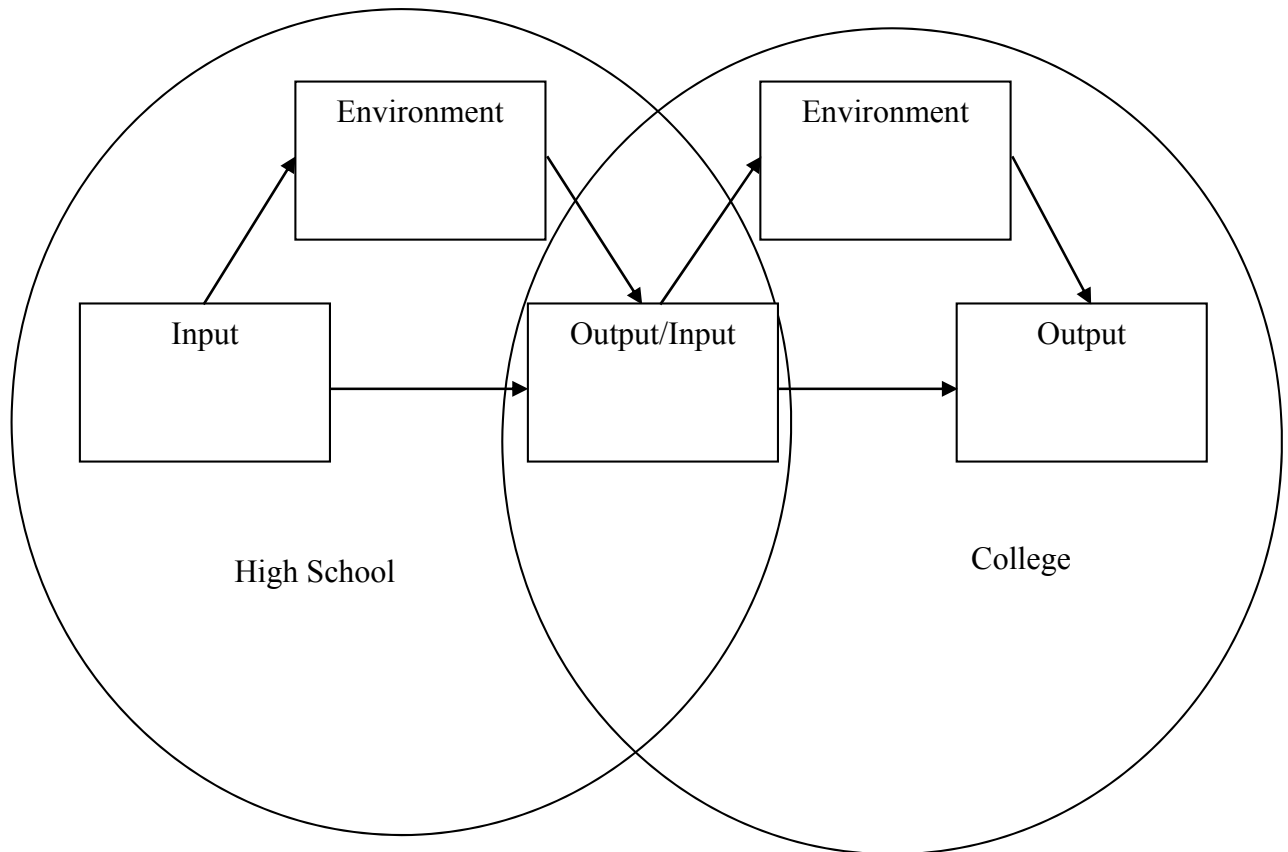 Environment
Environment
Input
Output/Input
Output
High School
College